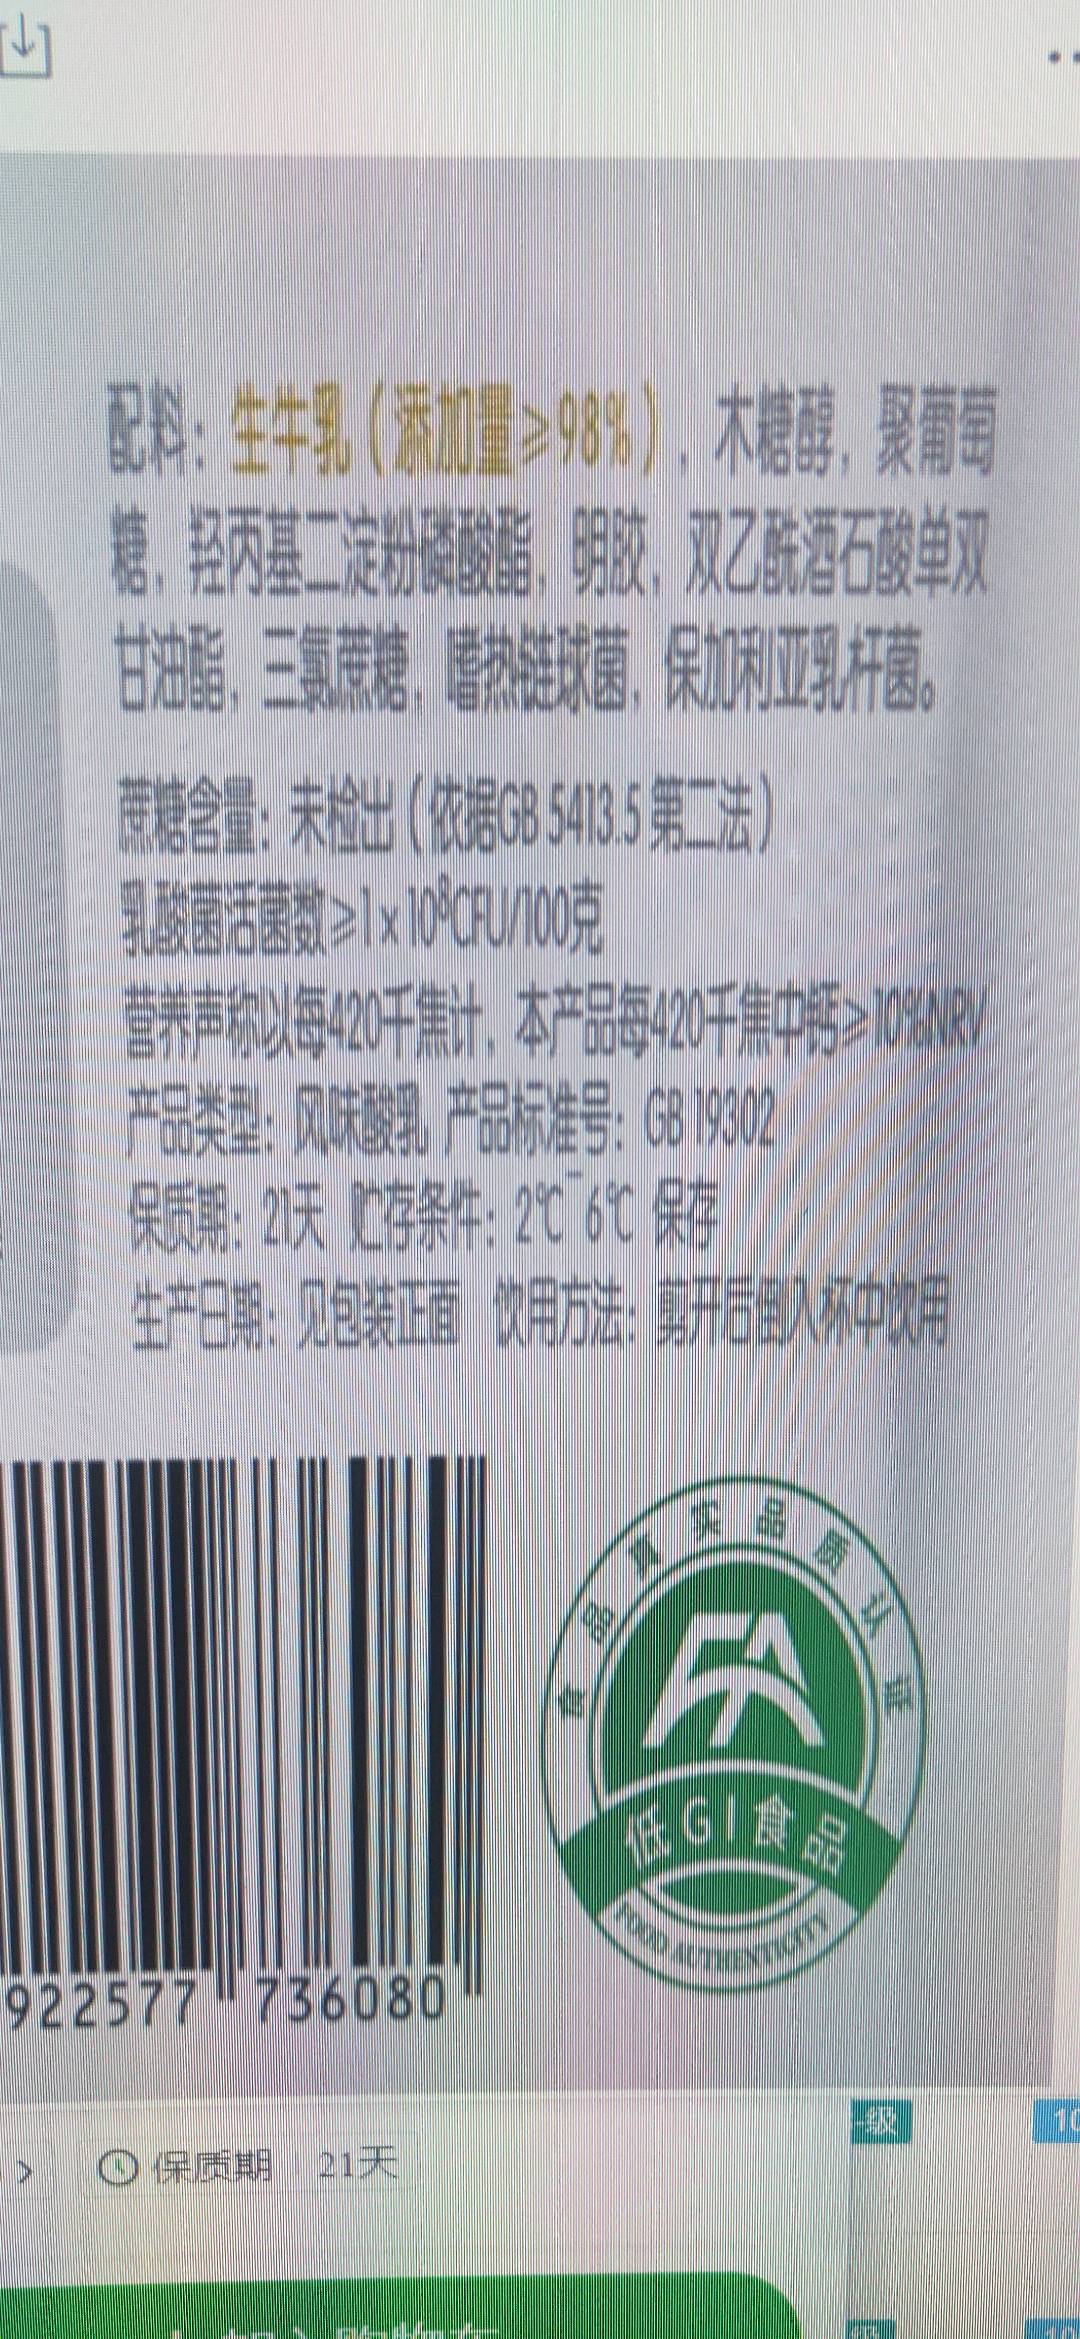 配料：生牛乳（添加量≥98%），木糖醇，聚葡萄
糖，羟丙基二淀粉磷酸酯，明胶，双乙酰酒石酸单双
甘油酯，三氯蔗糖，嗜热链球菌，保加利亚乳杆菌。
蔗糖含量：未检出（依据GB 5413.5 第二法）
乳酸菌活菌数≥1×10⁸CFU/100克
营养声称以每420千焦计，本产品每420千焦中钙≥10%NRV
产品类型：风味酸乳 产品标准号：GB 19302
保质期：21天 贮存条件：2℃~6℃ 保存
生产日期：见包装正面 饮用方法：剪开后倒入杯中饮用
922577 736080
食品真实品质认证
低GI食品
FOOD AUTHENTICITY
级 10
保质期 21天
级 10